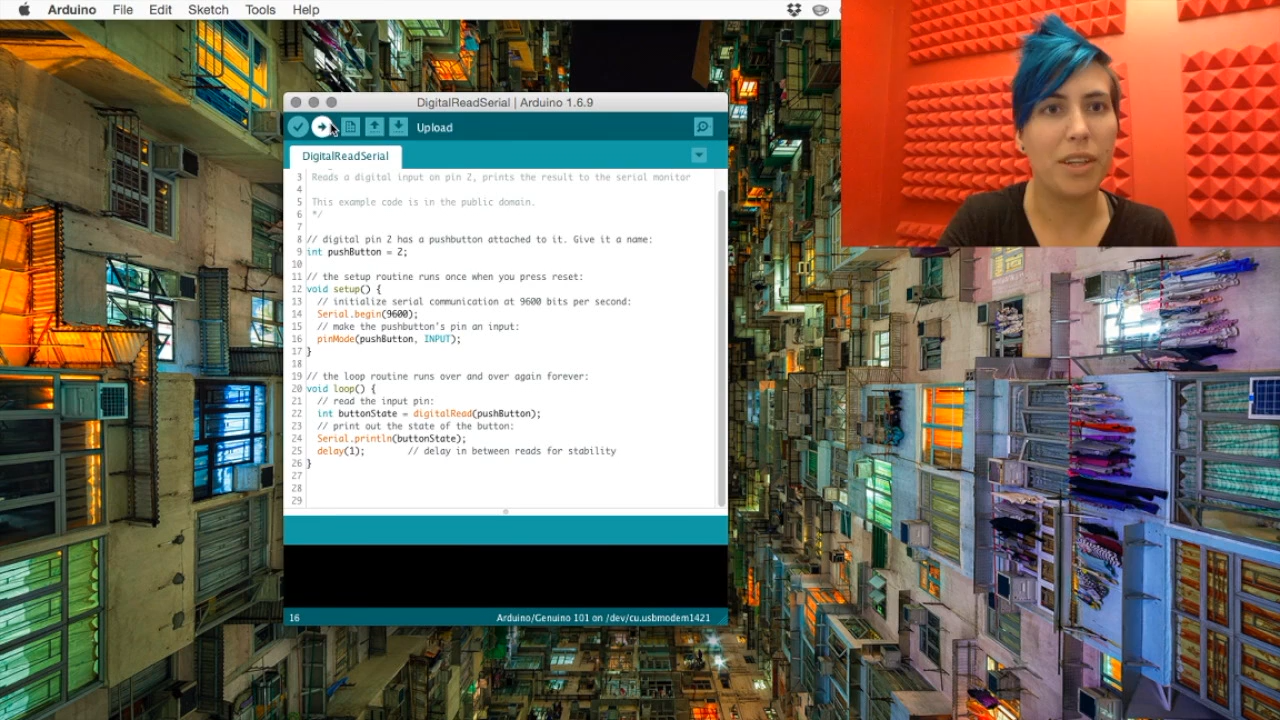 Arduino File Edit Sketch Tools Help
DigitalReadSerial | Arduino 1.6.9
Upload
DigitalReadSerial
3 Reads a digital input on pin 2, prints the result to the serial monitor
4
5 This example code is in the public domain.
6 */
7
8 // digital pin 2 has a pushbutton attached to it. Give it a name:
9 int pushButton = 2;
10
11 // the setup routine runs once when you press reset:
12 void setup() {
13 // initialize serial communication at 9600 bits per second:
14 Serial.begin(9600);
15 // make the pushbutton's pin an input:
16 pinMode(pushButton, INPUT);
17 }
18
19 // the loop routine runs over and over again forever:
20 void loop() {
21 // read the input pin:
22 int buttonState = digitalRead(pushButton);
23 // print out the state of the button:
24 Serial.println(buttonState);
25 delay(1); // delay in between reads for stability
26 }
27
28
29
16 Arduino/Genuino 101 on /dev/cu.usbmodem1421